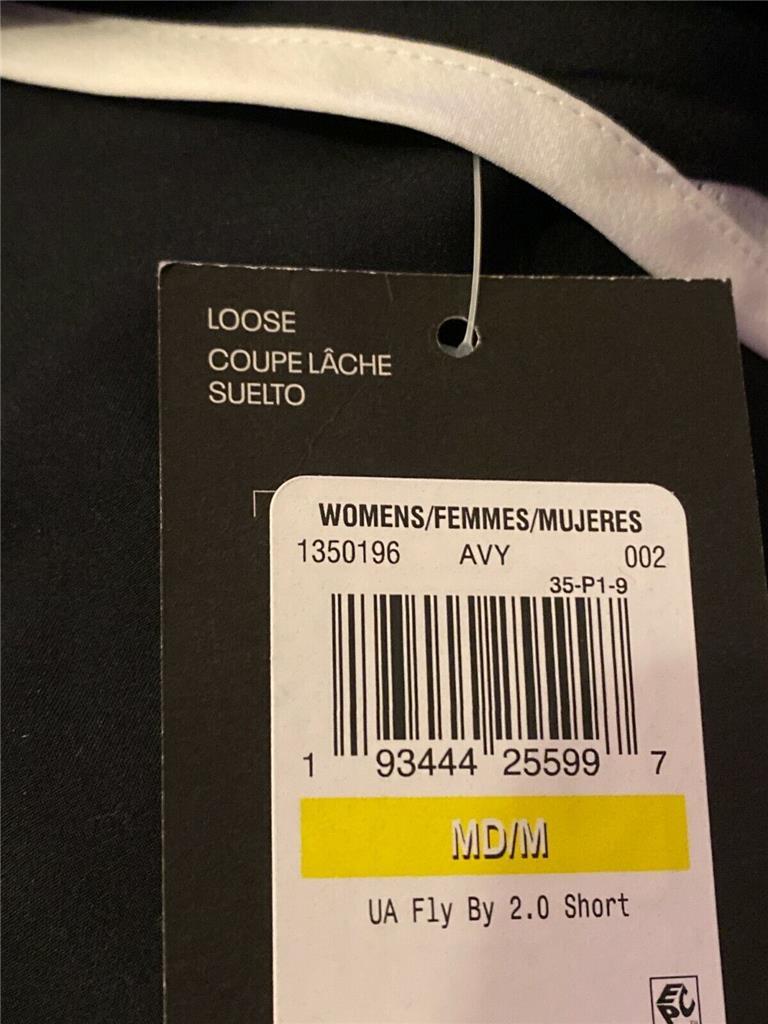 LOOSE
COUPE LÂCHE
SUELTO
WOMENS/FEMMES/MUJERES
1350196 AVY 002
35-P1-9
1 93444 25599 7
MD/M
UA Fly By 2.0 Short
EPC